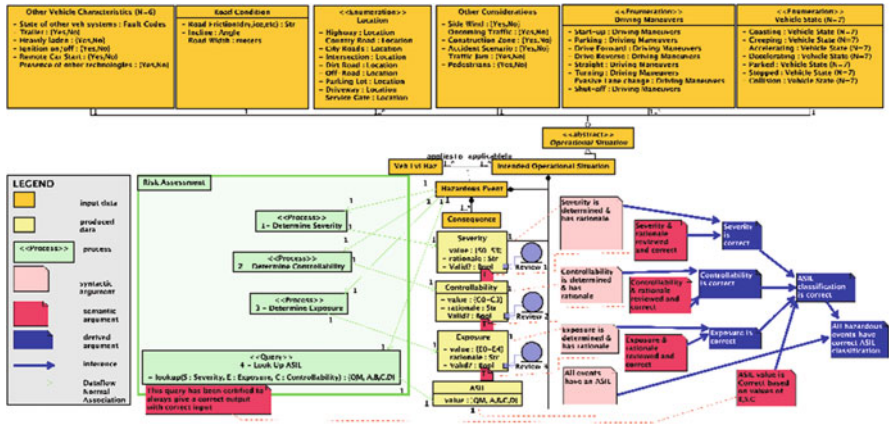 Other Vehicle Characteristics (N=6)
- State of other veh systems : Fault Codes
- Trailer : (Yes,No)
- Heavily laden : (Yes,No)
- Ignition on/off : (Yes,No)
- Remote Car Start : (Yes,No)
Presence of other technologies : (Yes,No)
Road Condition
- Road Friction(dry,ice,etc) : Str
- Incline : Angle
Road Width : meters
<<Enumeration>>
Location
- Highway : Location
Country Road : Location
- City Roads : Location
- Intersection : Location
- Dirt Road : Location
- Off-Road : Location
- Parking Lot : Location
- Driveway : Location
Service Gate : Location
Other Considerations
- Side Wind : (Yes,No)
- Oncoming Traffic : (Yes,No)
- Construction Zone : (Yes,No)
- Accident Scenario : (Yes,No)
- Traffic Jam : (Yes,No)
- Pedestrians : (Yes,No)
<<Enumeration>>
Driving Maneuvers
- Start-up : Driving Maneuvers
- Parking : Driving Maneuvers
- Drive Forward : Driving Maneuvers
- Drive Reverse : Driving Maneuvers
- Straight : Driving Maneuvers
- Turning : Driving Maneuvers
Evasive Lane change : Driving Maneuvers
- Shut-off : Driving Maneuvers
<<Enumeration>>
Vehicle State (N=7)
- Coasting : Vehicle State (N=7)
- Creeping : Vehicle State (N=7)
Accelerating : Vehicle State (N=7)
- Decelerating : Vehicle State (N=7)
- Parked : Vehicle State (N=7)
- Stopped : Vehicle State (N=7)
- Collision : Vehicle State (N=7)
<<abstract>>
Operational Situation
applies to
applicable to
Veh Lvl Haz
Intended Operational Situation
Hazardous Event
Consequence
LEGEND
input data
produced
data
<<Process>>
process
syntactic
argument
semantic
argument
derived
argument
inference
Dataflow
Normal
Association
Risk Assessment
<<Process>>
1 - Determine Severity
<<Process>>
2 - Determine Controllability
<<Process>>
3 - Determine Exposure
<<Query>>
4 - Look Up ASIL
- lookup(S : Severity, E : Exposure, C : Controllability) : {QM, A,B,C,D}
This query has been certified to
always give a correct output
with correct input
Severity
value : [S0..S3]
- rationale : Str
- Valid? : Bool
Review 1
Controllability
- value : [C0-C3]
- rationale : Str
Valid? : Bool
Review 2
Exposure
- value : [E0-E4]
rationale : Str
- Valid? : Bool
ASIL
value : {QM, A,B,C,D}
Severity is
determined &
has rationale
Severity &
rationale
reviewed
and correct
Severity
is
correct
Controllability
is determined
& has
rationale
Controllability
& rationale
reviewed and
correct
Controllability
is correct
Exposure is
determined &
has rationale
Exposure &
rationale
reviewed and
correct
Exposure is
correct
All events
have an ASIL
ASIL
classification
is correct
All hazardous
events have
correct ASIL
classification
ASIL value is
Correct based
on values of
E,S,C